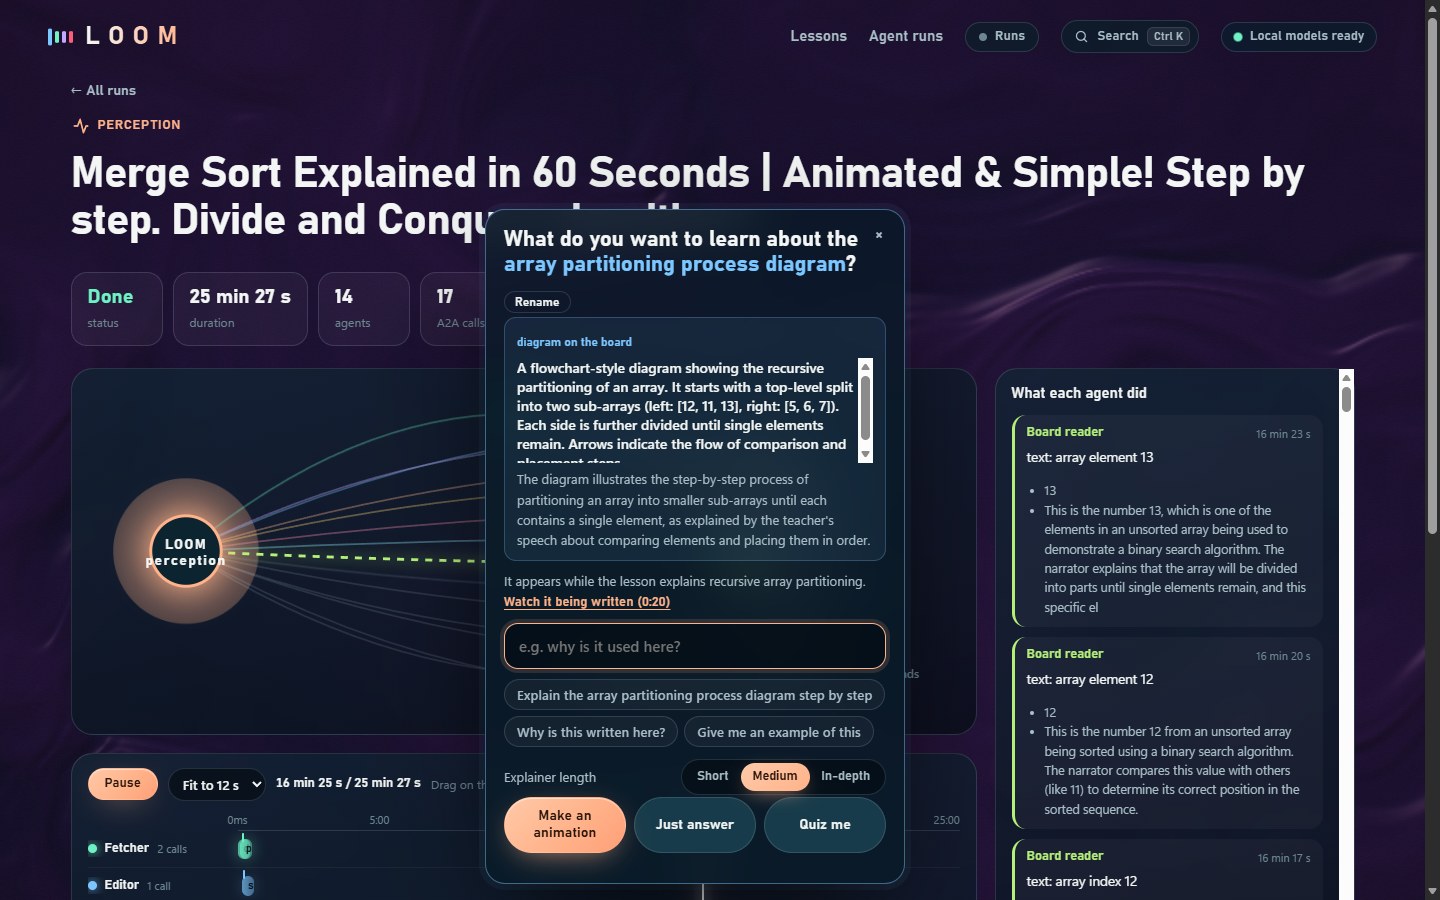 LOOM
Lessons
Agent runs
Runs
Search Ctrl K
Local models ready
← All runs
PERCEPTION
Merge Sort Explained in 60 Seconds | Animated & Simple! Step by
step. Divide and
Done
status
25 min 27 s
duration
14
agents
17
A2A calls
LOOM
perception
What do you want to learn about the
array partitioning process diagram?
×
Rename
diagram on the board
A flowchart-style diagram showing the recursive
partitioning of an array. It starts with a top-level split
into two sub-arrays (left: [12, 11, 13], right: [5, 6, 7]).
Each side is further divided until single elements
remain. Arrows indicate the flow of comparison and
The diagram illustrates the step-by-step process of
partitioning an array into smaller sub-arrays until each
contains a single element, as explained by the teacher's
speech about comparing elements and placing them in order.
It appears while the lesson explains recursive array partitioning.
Watch it being written (0:20)
e.g. why is it used here?
Explain the array partitioning process diagram step by step
Why is this written here?
Give me an example of this
Explainer length
Short
Medium
In-depth
Make an
animation
Just answer
Quiz me
What each agent did
Board reader
16 min 23 s
text: array element 13
• 13
• This is the number 13, which is one of the
elements in an unsorted array being used to
demonstrate a binary search algorithm. The
narrator explains that the array will be divided
into parts until single elements remain, and this
specific el
Board reader
16 min 20 s
text: array element 12
• 12
• This is the number 12 from an unsorted array
being sorted using a binary search algorithm.
The narrator compares this value with others
(like 11) to determine its correct position in the
sorted sequence.
Board reader
16 min 17 s
text: array index 12
Pause
Fit to 12 s
16 min 25 s / 25 min 27 s
Drag on
0ms
5:00
25:00
Fetcher 2 calls
p
Editor 1 call
s